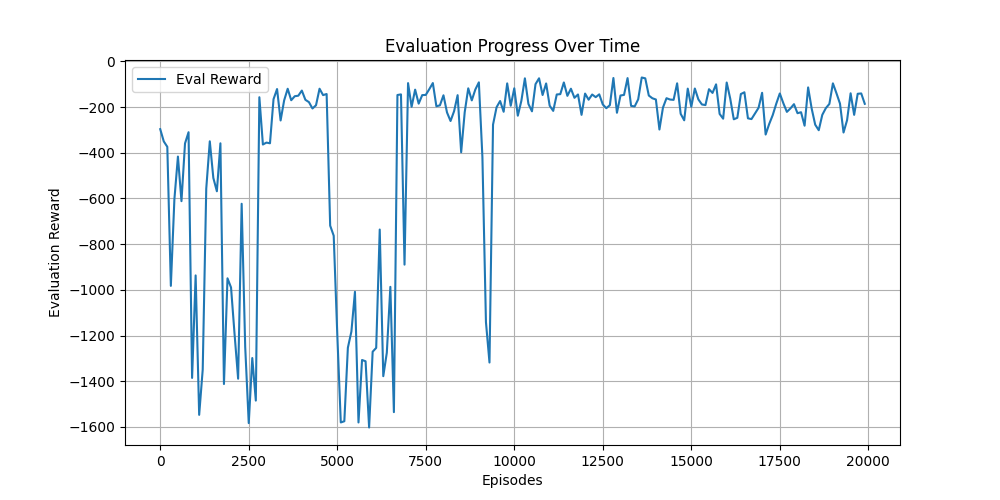 Evaluation Progress Over Time
Eval Reward
0
−200
−400
−600
−800
−1000
−1200
−1400
−1600
Evaluation Reward
0 2500 5000 7500 10000 12500 15000 17500 20000
Episodes